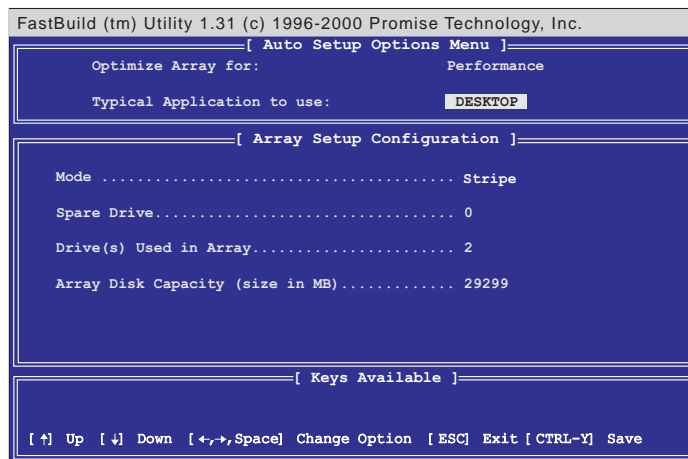 FastBuild (tm) Utility 1.31 (c) 1996-2000 Promise Technology, Inc.
[ Auto Setup Options Menu ]
Optimize Array for: Performance
Typical Application to use: DESKTOP
[ Array Setup Configuration ]
Mode ........................................ Stripe
Spare Drive.................................. 0
Drive(s) Used in Array....................... 2
Array Disk Capacity (size in MB)............. 29299
[ Keys Available ]
[↑] Up [↓] Down [←,→,Space] Change Option [ESC] Exit [CTRL-Y] Save